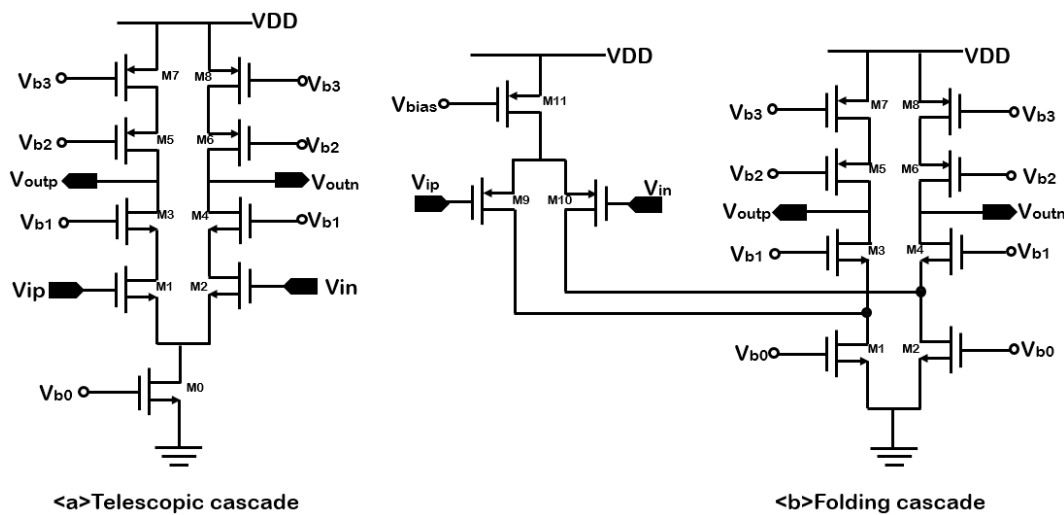 VDD
Vb3
M7
M8
Vb3
Vb2
M5
M6
Vb2
Voutp
Voutn
Vb1
M3
M4
Vb1
Vip
M1
M2
Vin
Vb0
M0
<a>Telescopic cascade
VDD
Vbias
M11
Vip
M9
M10
Vin
VDD
Vb3
M7
M8
Vb3
Vb2
M5
M6
Vb2
Voutp
Voutn
Vb1
M3
M4
Vb1
Vb0
M1
M2
Vb0
<b>Folding cascade